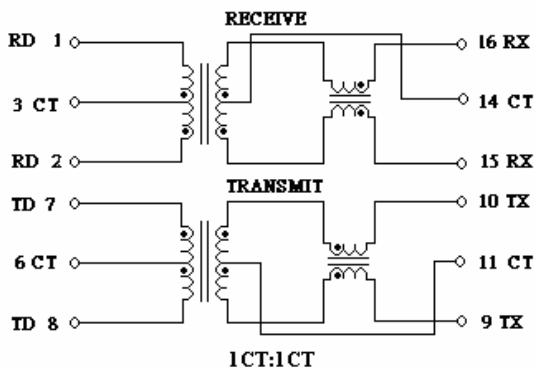 RECEIVE
RD 1
16 RX
3 CT
14 CT
RD 2
15 RX
TRANSMIT
TD 7
10 TX
6 CT
11 CT
TD 8
9 TX
1CT:1CT